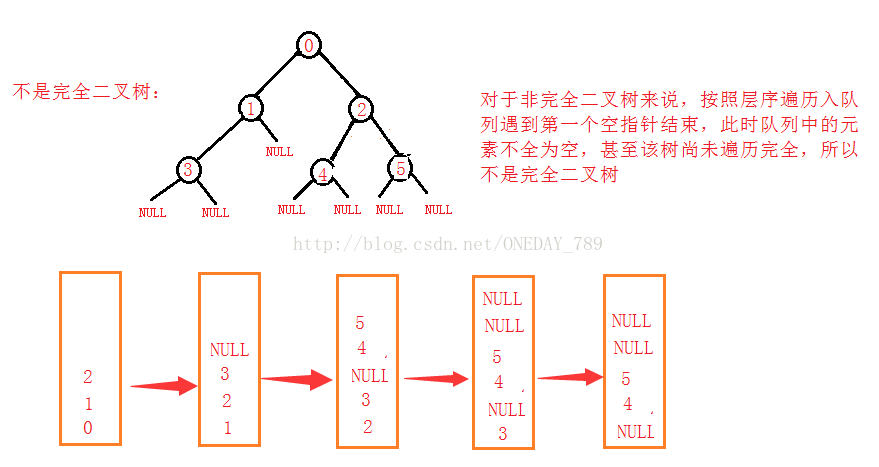 0
不是完全二叉树：
1
2
对于非完全二叉树来说，按照层序遍历入队
列遇到第一个空指针结束，此时队列中的元
素不全为空，甚至该树尚未遍历完全，所以
不是完全二叉树
NULL
3
4
5
NULL
NULL
NULL
NULL
NULL
NULL
http://blog.csdn.net/ONEDAY_789
2
1
0
NULL
3
2
1
5
4
NULL
3
2
NULL
NULL
5
4
NULL
3
NULL
NULL
5
4
NULL